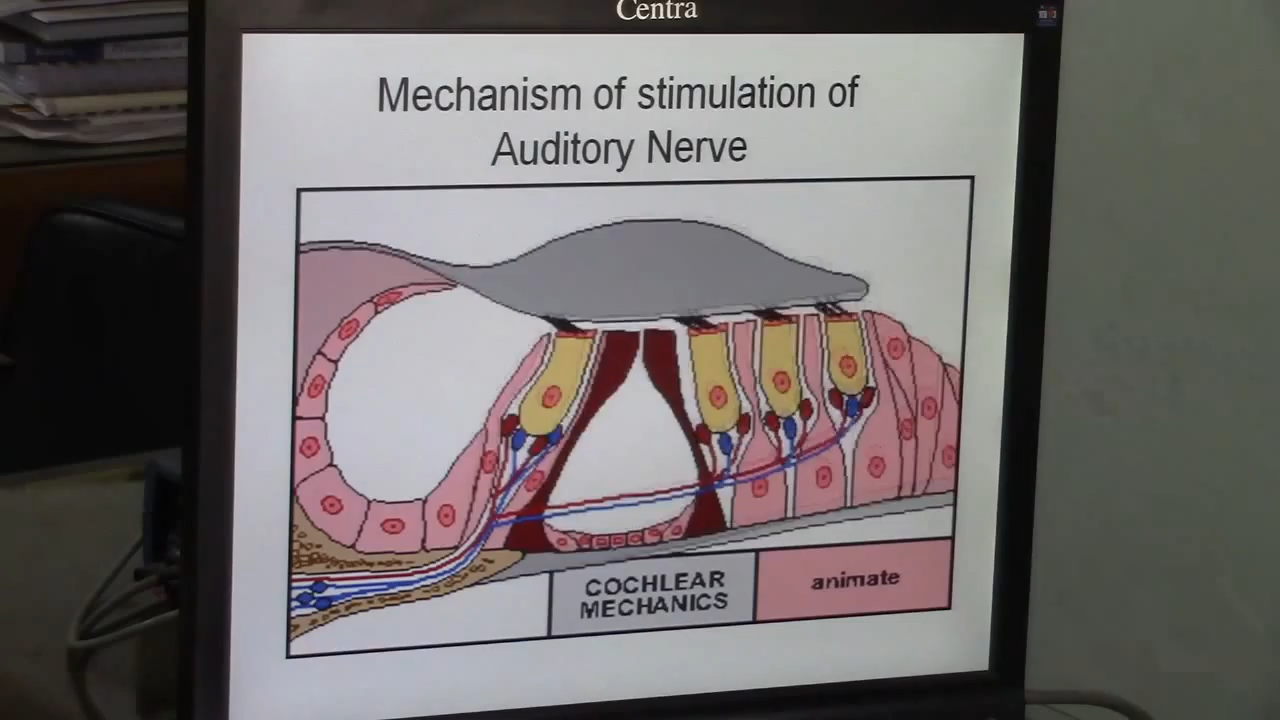 Centra
Mechanism of stimulation of
Auditory Nerve
COCHLEAR
MECHANICS
animate